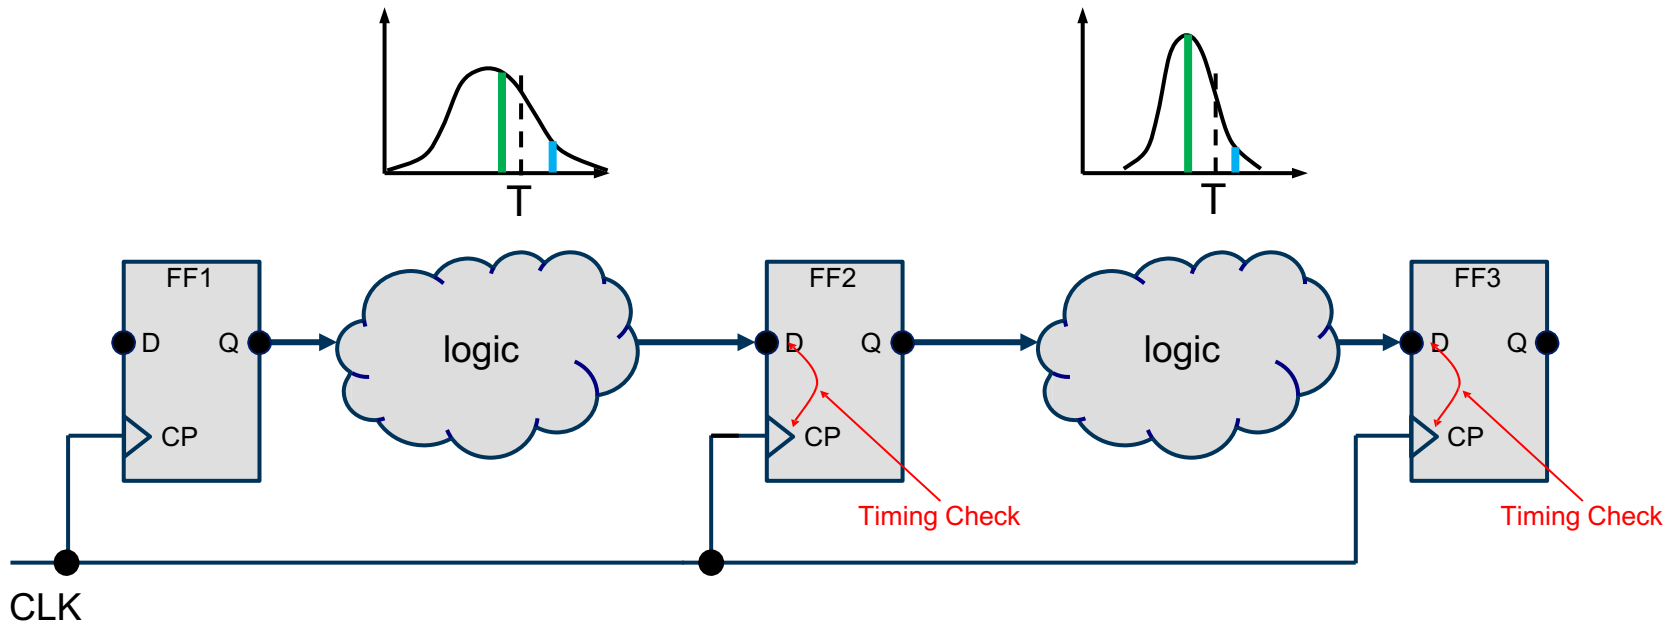 T
T
FF1
FF2
FF3
D
Q
logic
D
Q
logic
D
Q
CP
CP
CP
Timing Check
Timing Check
CLK